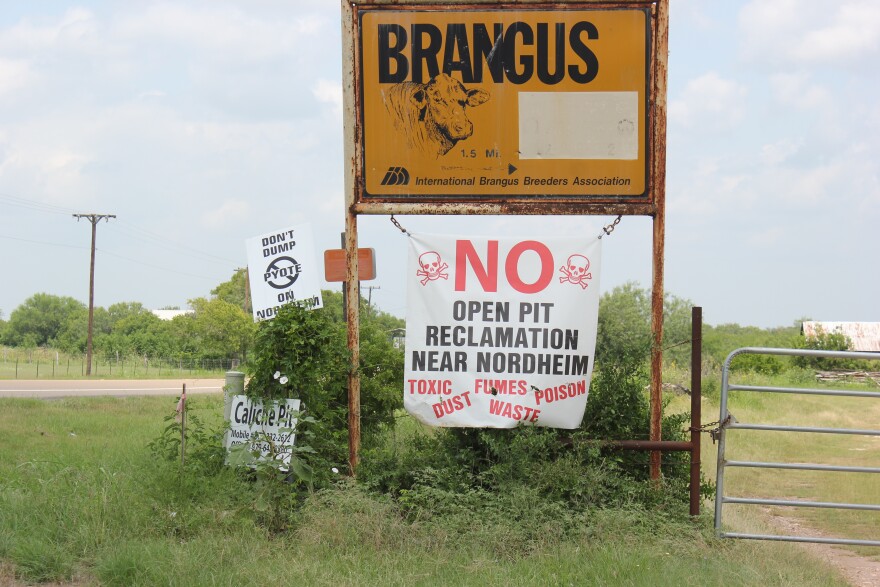 BRANGUS
1.5 Mi.
International Brangus Breeders Association
DON'T
DUMP
PYOTE
ON
NORDHEIM
NO
OPEN PIT
RECLAMATION
NEAR NORDHEIM
TOXIC FUMES POISON
DUST WASTE
Caliche Pit
Mobile